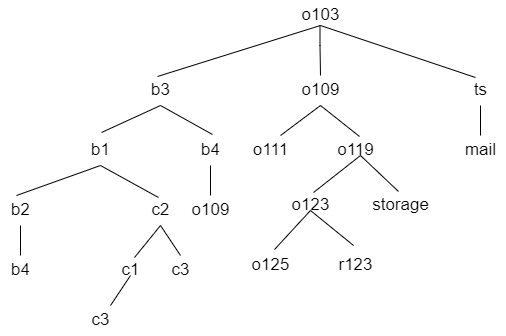 o103
b3 o109 ts
b1 b4 o111 o119 mail
b2 c2 o109 o123 storage
b4 c1 c3 o125 r123
c3